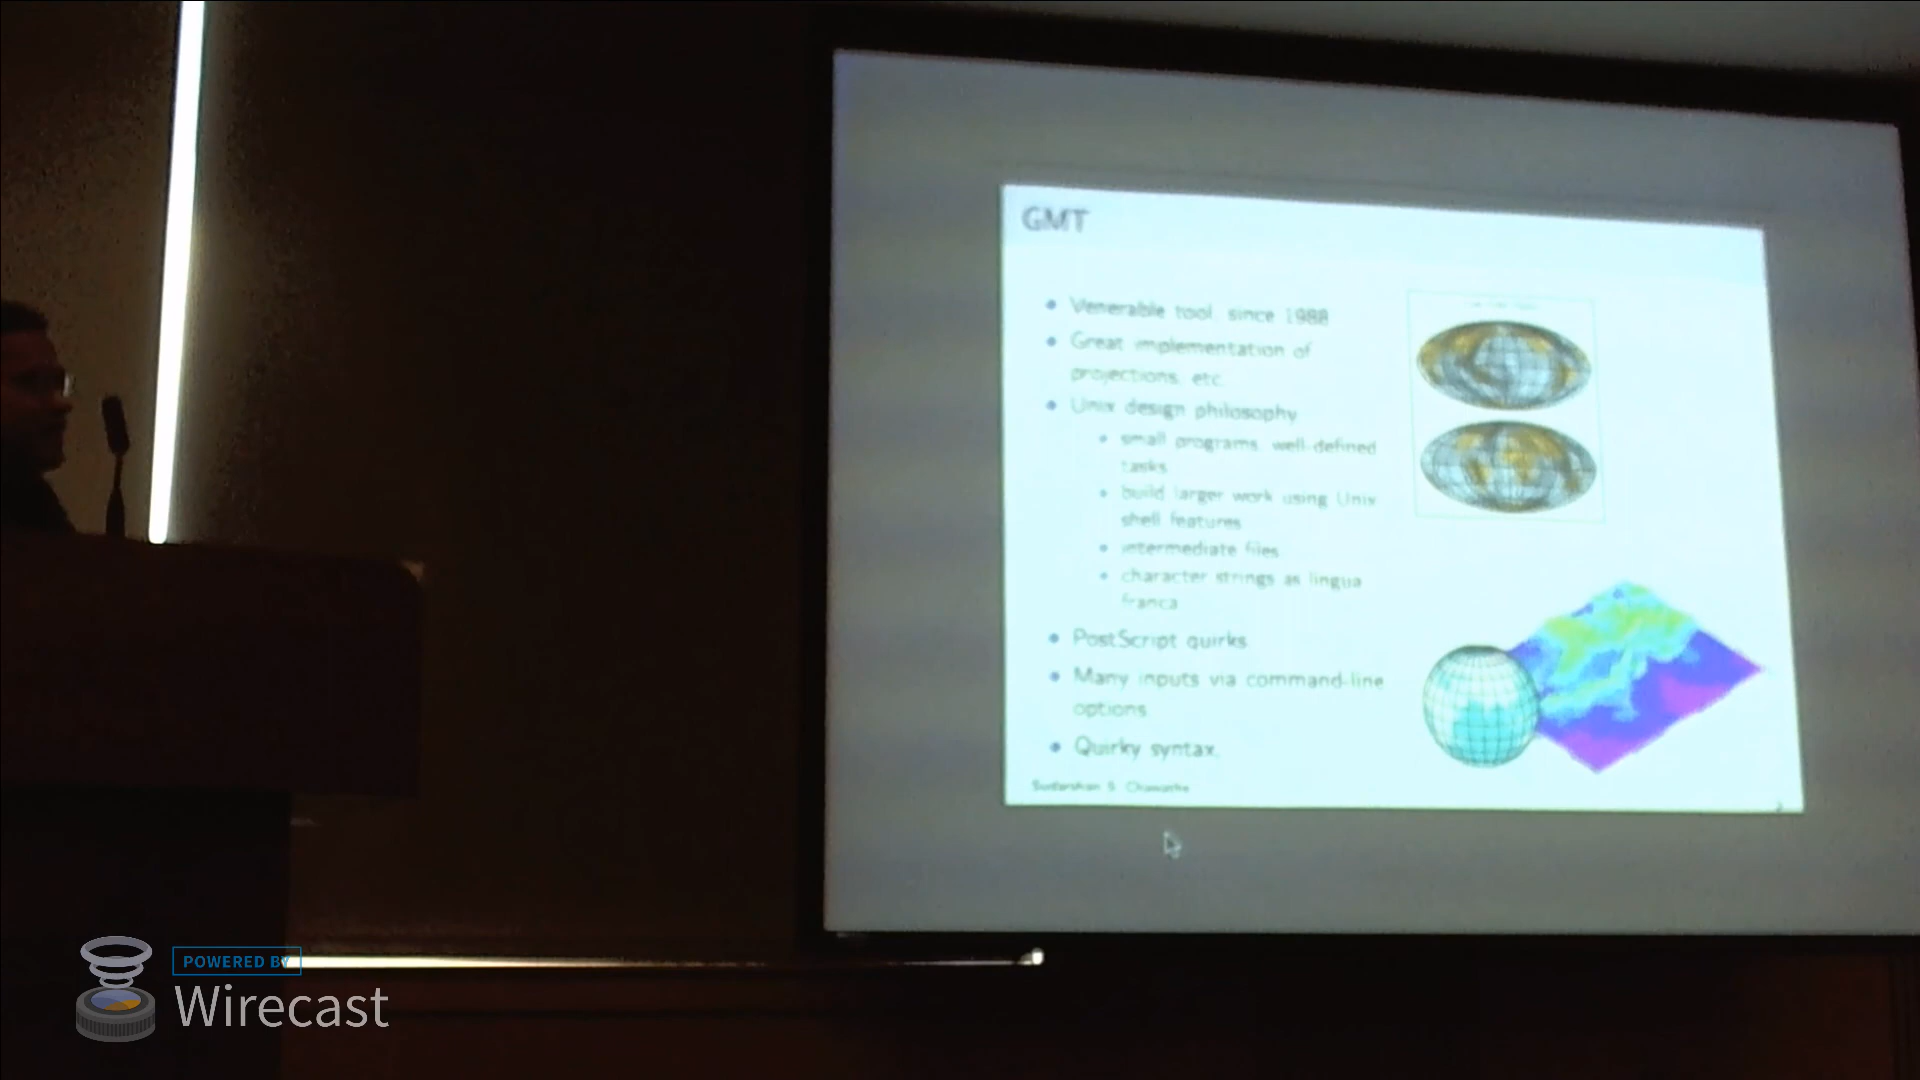 GMT
Venerable tool, since 1988
Great implementation of
projections, etc.
Unix design philosophy
small programs, well-defined
tasks
build larger work using Unix
shell features
intermediate files
character strings as lingua
franca
PostScript quirks
Many inputs via command-line
options
Quirky syntax.
Sudarshan S. Chawathe
POWERED BY
Wirecast